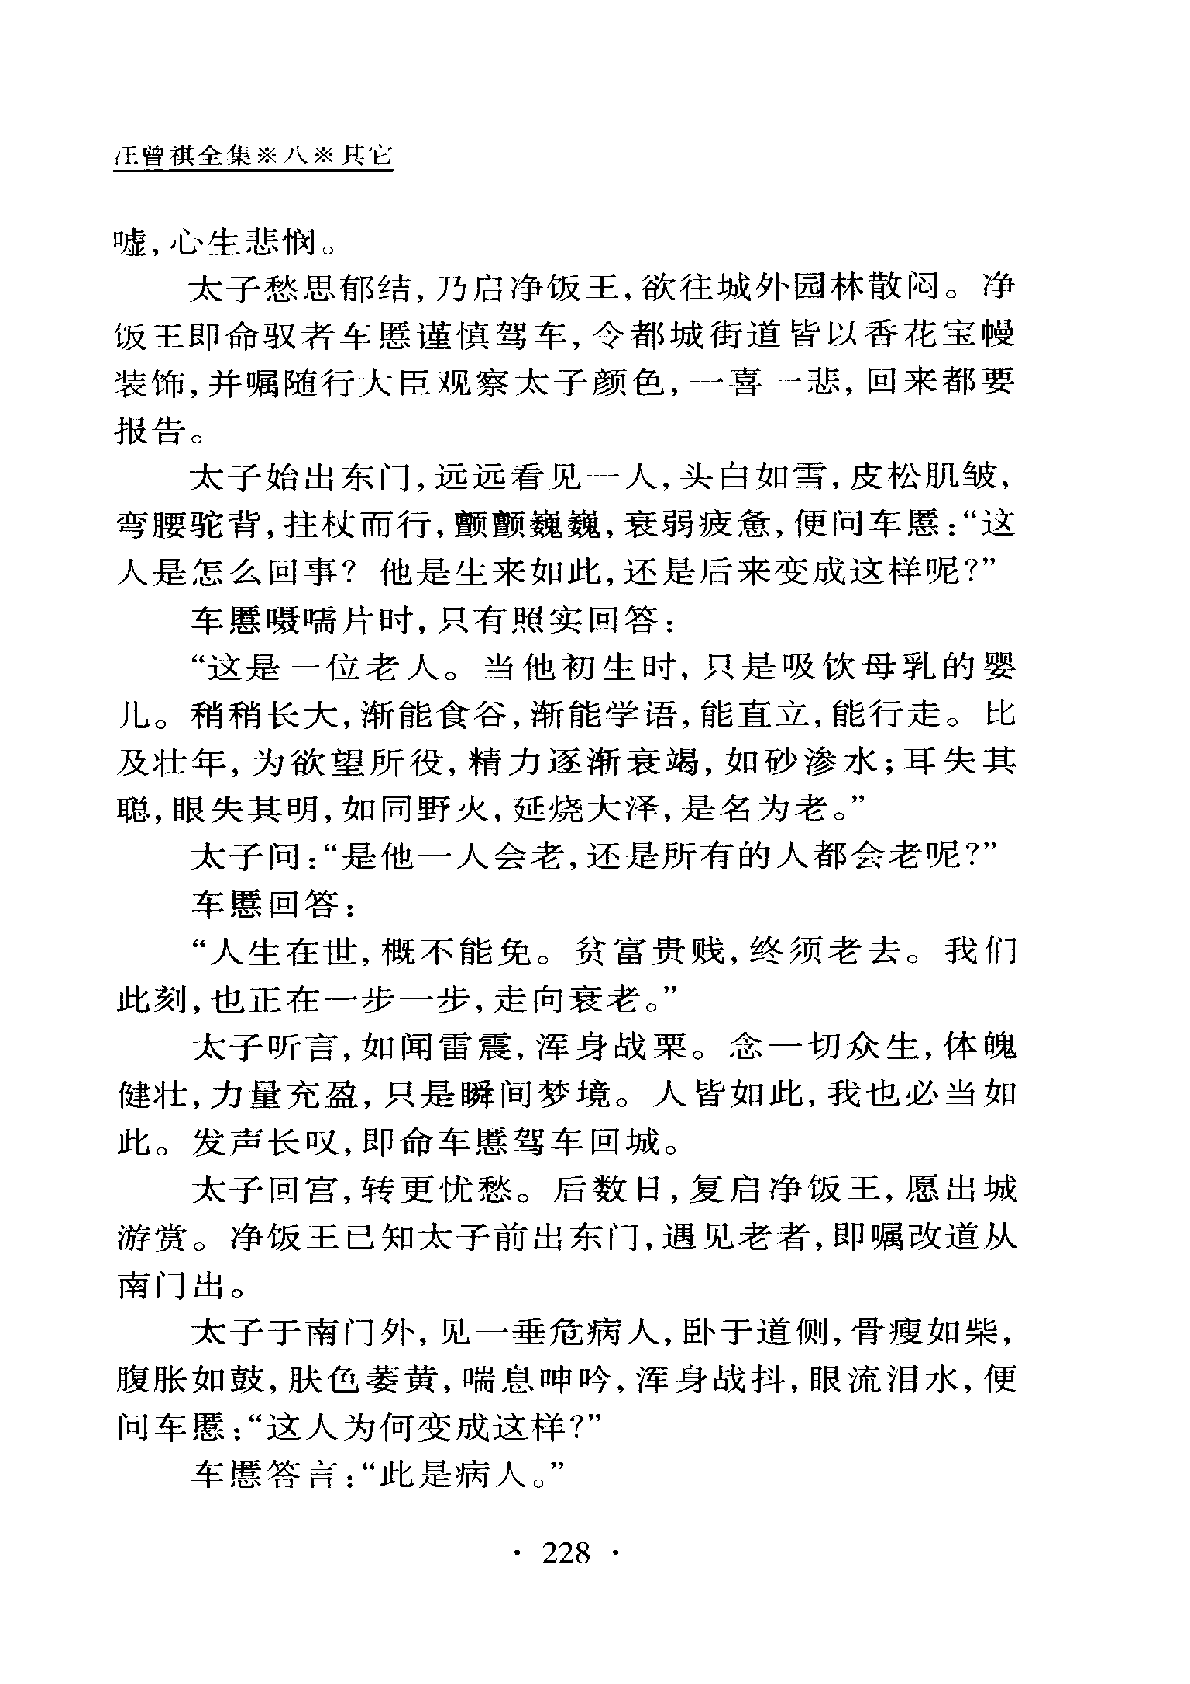 汪曾祺全集※八※其它
嘘,心生悲悯。
太子愁思郁结,乃启净饭王,欲往城外园林散闷。净
饭王即命驭者车匿谨慎驾车,令都城街道皆以香花宝幔
装饰,并嘱随行大臣观察太子颜色,一喜一悲,回来都要
报告。
太子始出东门,远远看见一人,头白如雪,皮松肌皱,
弯腰驼背,拄杖而行,颤颤巍巍,衰弱疲惫,便问车匿:“这
人是怎么回事? 他是生来如此,还是后来变成这样呢?”
车匿嗫嚅片时,只有照实回答:
“这是一位老人。当他初生时,只是吸饮母乳的婴
儿。稍稍长大,渐能食谷,渐能学语,能直立,能行走。比
及壮年,为欲望所役,精力逐渐衰竭,如砂渗水;耳失其
聪,眼失其明,如同野火,延烧大泽,是名为老。”
太子问:“是他一人会老,还是所有的人都会老呢?”
车匿回答:
“人生在世,概不能免。贫富贵贱,终须老去。我们
此刻,也正在一步一步,走向衰老。”
太子听言,如闻雷震,浑身战栗。念一切众生,体魄
健壮,力量充盈,只是瞬间梦境。人皆如此,我也必当如
此。发声长叹,即命车匿驾车回城。
太子回宫,转更忧愁。后数日,复启净饭王,愿出城
游赏。净饭王已知太子前出东门,遇见老者,即嘱改道从
南门出。
太子于南门外,见一垂危病人,卧于道侧,骨瘦如柴,
腹胀如鼓,肤色萎黄,喘息呻吟,浑身战抖,眼流泪水,便
问车匿:“这人为何变成这样?”
车匿答言:“此是病人。”
· 228 ·